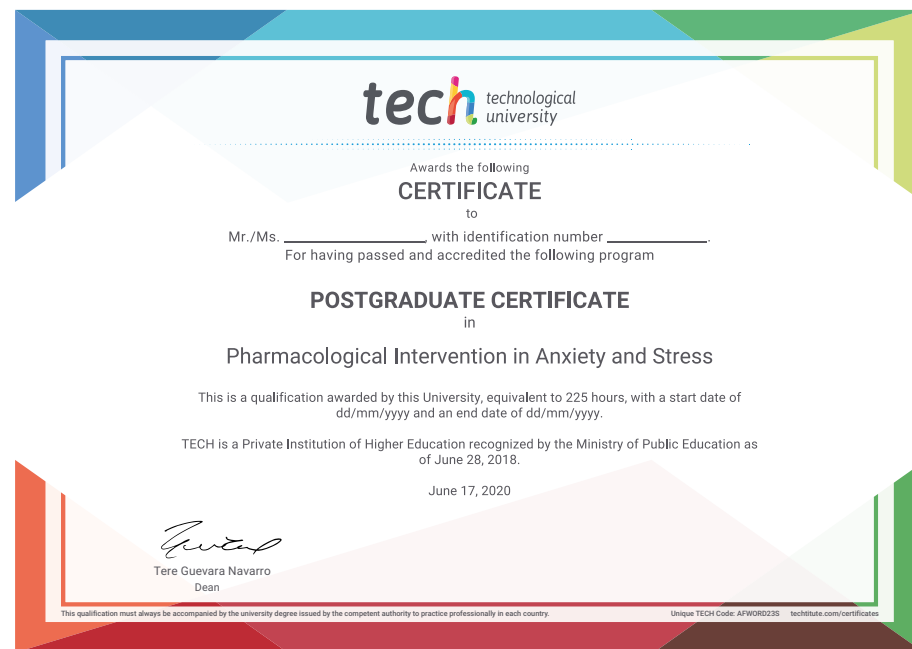 tech technological
university
Awards the following
CERTIFICATE
to
Mr./Ms. ____________________, with identification number ______________.
For having passed and accredited the following program
POSTGRADUATE CERTIFICATE
in
Pharmacological Intervention in Anxiety and Stress
This is a qualification awarded by this University, equivalent to 225 hours, with a start date of
dd/mm/yyyy and an end date of dd/mm/yyyy.
TECH is a Private Institution of Higher Education recognized by the Ministry of Public Education as
of June 28, 2018.
June 17, 2020
Tere Guevara Navarro
Dean
This qualification must always be accompanied by the university degree issued by the competent authority to practice professionally in each country. Unique TECH Code: AFWORD23S techtitute.com/certificates